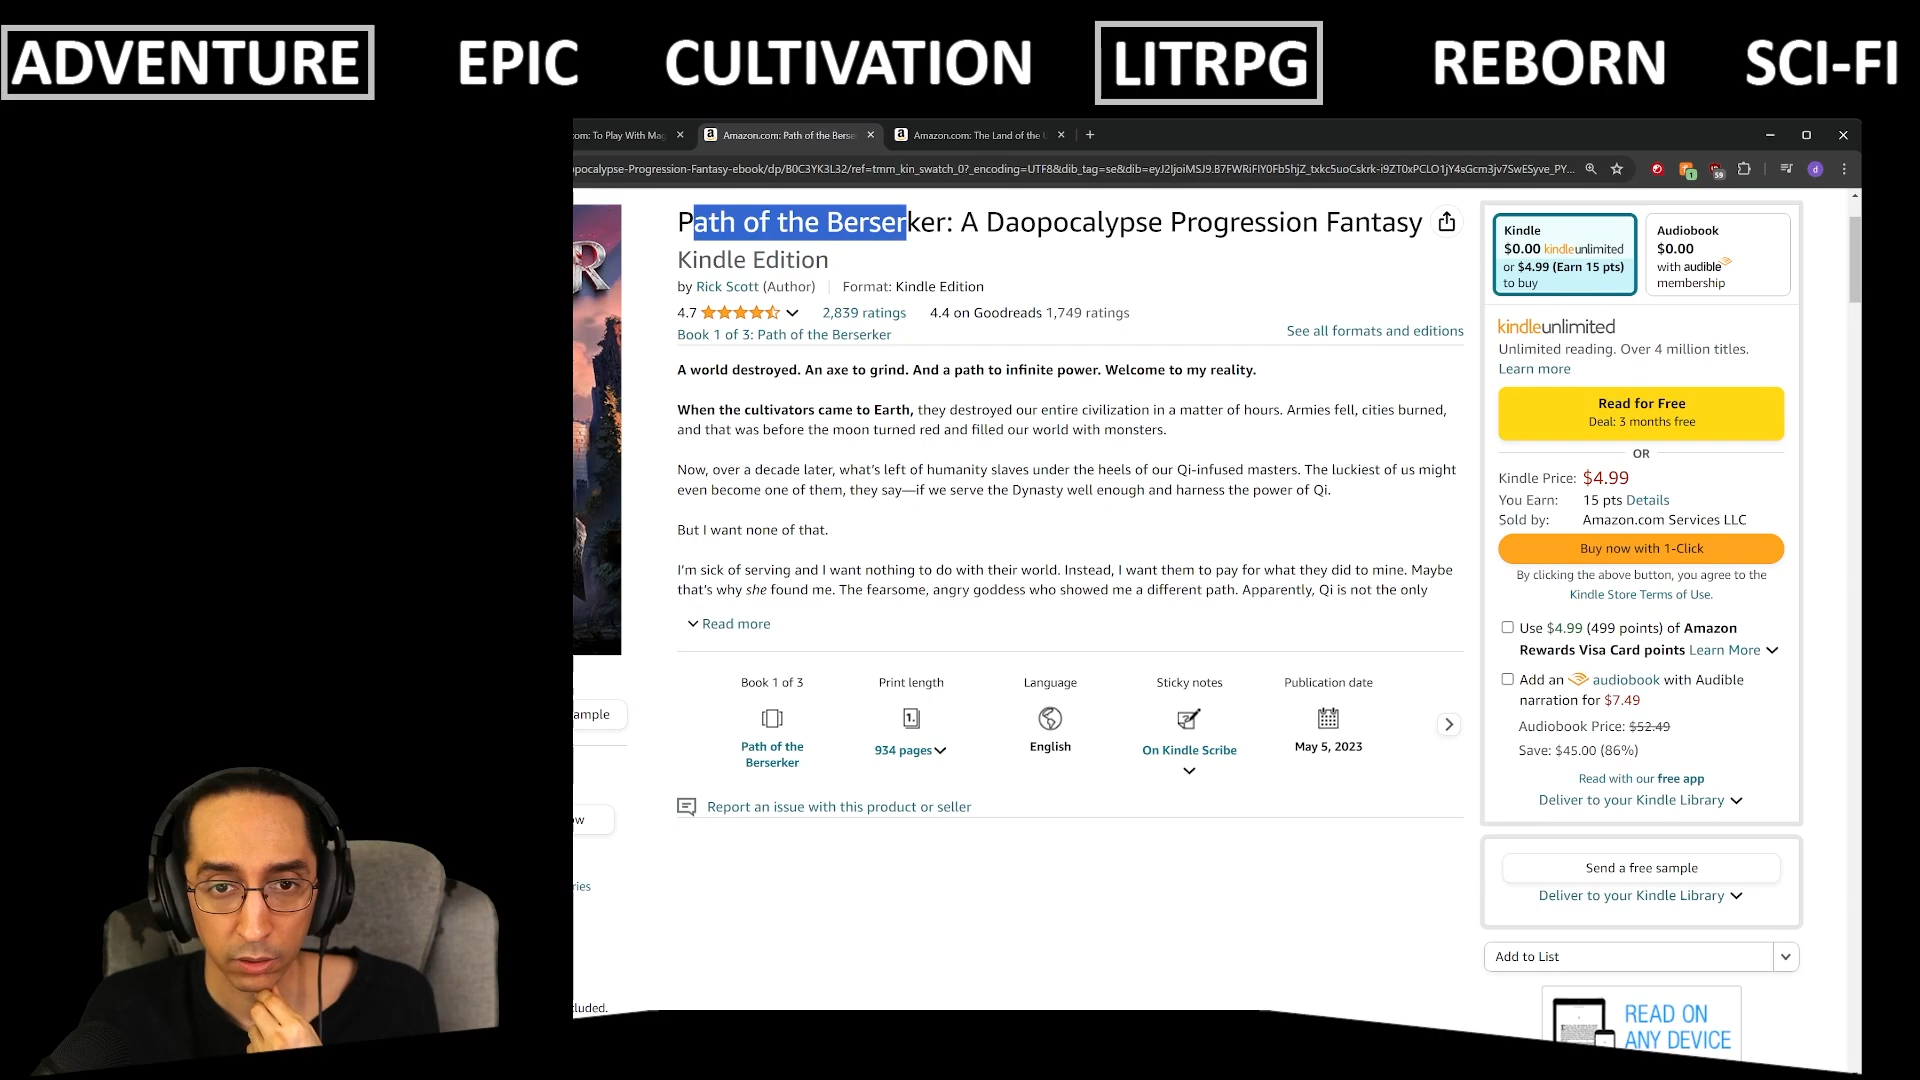 ADVENTURE EPIC CULTIVATION LITRPG REBORN SCI-FI
om: To Play With Mag
Amazon.com: Path of the Berse
Amazon.com: The Land of the
Path of the Berserker: A Daopocalypse Progression Fantasy
Kindle Edition
by Rick Scott (Author) Format: Kindle Edition
4.7 2,839 ratings 4.4 on Goodreads 1,749 ratings
Book 1 of 3: Path of the Berserker
See all formats and editions
A world destroyed. An axe to grind. And a path to infinite power. Welcome to my reality.
When the cultivators came to Earth, they destroyed our entire civilization in a matter of hours. Armies fell, cities burned,
and that was before the moon turned red and filled our world with monsters.
Now, over a decade later, what's left of humanity slaves under the heels of our Qi-infused masters. The luckiest of us might
even become one of them, they say—if we serve the Dynasty well enough and harness the power of Qi.
But I want none of that.
I'm sick of serving and I want nothing to do with their world. Instead, I want them to pay for what they did to mine. Maybe
that's why she found me. The fearsome, angry goddess who showed me a different path. Apparently, Qi is not the only
Read more
Book 1 of 3
Path of the
Berserker
Print length
1.
934 pages
Language
English
Sticky notes
On Kindle Scribe
Publication date
May 5, 2023
Report an issue with this product or seller
ample
ow
ries
cluded.
Kindle
$0.00 kindleunlimited
or $4.99 (Earn 15 pts)
to buy
Audiobook
$0.00
with audible
membership
kindleunlimited
Unlimited reading. Over 4 million titles.
Learn more
Read for Free
Deal: 3 months free
OR
Kindle Price: $4.99
You Earn: 15 pts Details
Sold by: Amazon.com Services LLC
Buy now with 1-Click
By clicking the above button, you agree to the
Kindle Store Terms of Use.
Use $4.99 (499 points) of Amazon
Rewards Visa Card points Learn More
Add an audiobook with Audible
narration for $7.49
Audiobook Price: $52.49
Save: $45.00 (86%)
Read with our free app
Deliver to your Kindle Library
Send a free sample
Deliver to your Kindle Library
Add to List
READ ON
ANY DEVICE